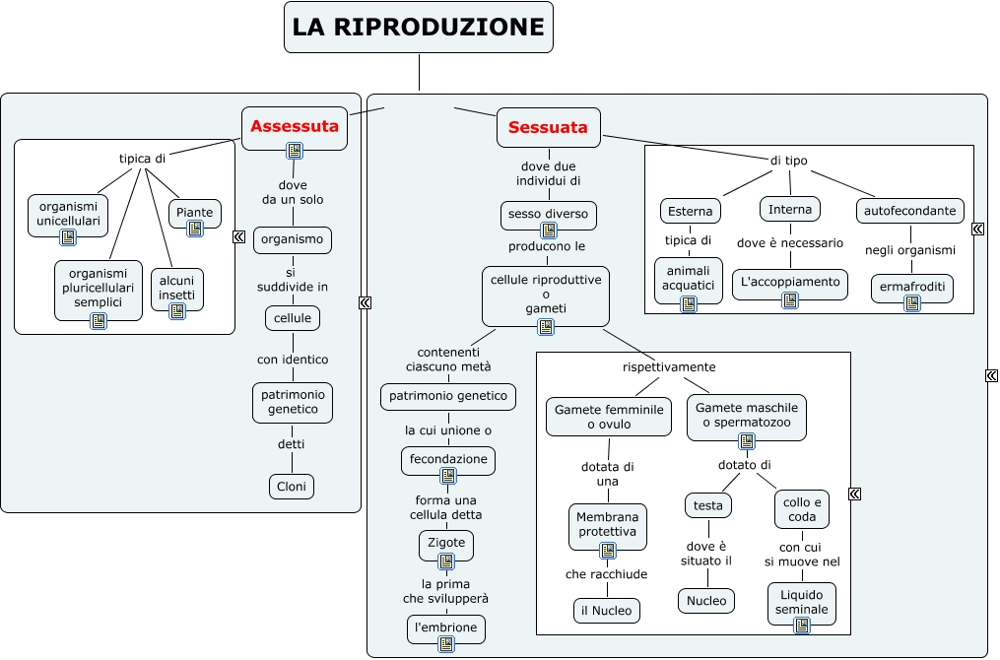 LA RIPRODUZIONE
Assessuta
tipica di
organismi
unicellulari
Piante
organismi
pluricellulari
semplici
alcuni
insetti
dove
da un solo
organismo
si
suddivide in
cellule
con identico
patrimonio
genetico
detti
Cloni
Sessuata
dove due
individui di
sesso diverso
producono le
cellule riproduttive
o
gameti
contenenti
ciascuno metà
patrimonio genetico
la cui unione o
fecondazione
forma una
cellula detta
Zigote
la prima
che svilupperà
l'embrione
rispettivamente
Gamete femminile
o ovulo
dotata di
una
Membrana
protettiva
che racchiude
il Nucleo
Gamete maschile
o spermatozoo
dotato di
testa
dove è
situato il
Nucleo
collo e
coda
con cui
si muove nel
Liquido
seminale
di tipo
Esterna
tipica di
animali
acquatici
Interna
dove è necessario
L'accoppiamento
autofecondante
negli organismi
ermafroditi